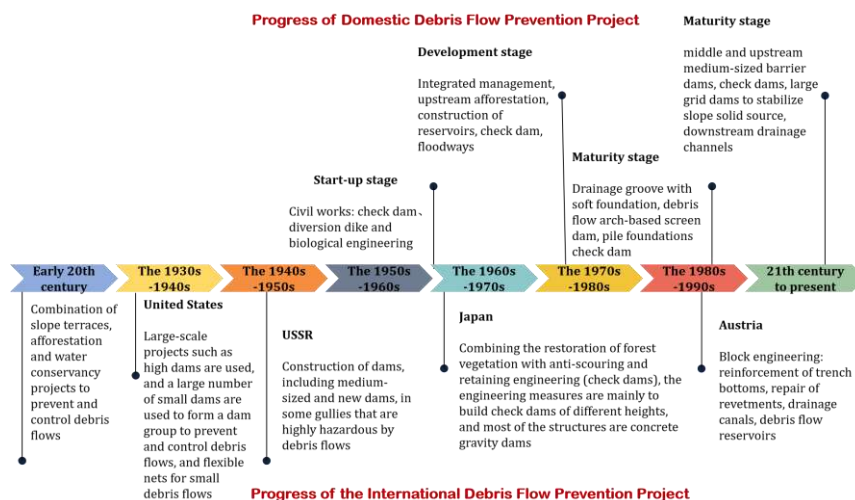 Progress of Domestic Debris Flow Prevention Project
Maturity stage
middle and upstream
medium-sized barrier
dams, check dams, large
grid dams to stabilize
slope solid source,
downstream drainage
channels
Development stage
Integrated management,
upstream afforestation,
construction of
reservoirs, check dam,
floodways
Maturity stage
Drainage groove with
soft foundation, debris
flow arch-based screen
dam, pile foundations
check dam
Start-up stage
Civil works: check dam、
diversion dike and
biological engineering
Early 20th
century
The 1930s
-1940s
The 1940s
-1950s
The 1950s
-1960s
The 1960s
-1970s
The 1970s
-1980s
The 1980s
-1990s
21th century
to present
Combination of
slope terraces,
afforestation
and water
conservancy
projects to
prevent and
control debris
flows
United States
Large-scale
projects such as
high dams are used,
and a large number
of small dams are
used to form a dam
group to prevent
and control debris
flows, and flexible
nets for small
debris flows
USSR
Construction of dams,
including medium-
sized and new dams, in
some gullies that are
highly hazardous by
debris flows
Japan
Combining the restoration of forest
vegetation with anti-scouring and
retaining engineering (check dams), the
engineering measures are mainly to
build check dams of different heights,
and most of the structures are concrete
gravity dams
Austria
Block engineering:
reinforcement of trench
bottoms, repair of
revetments, drainage
canals, debris flow
reservoirs
Progress of the International Debris Flow Prevention Project